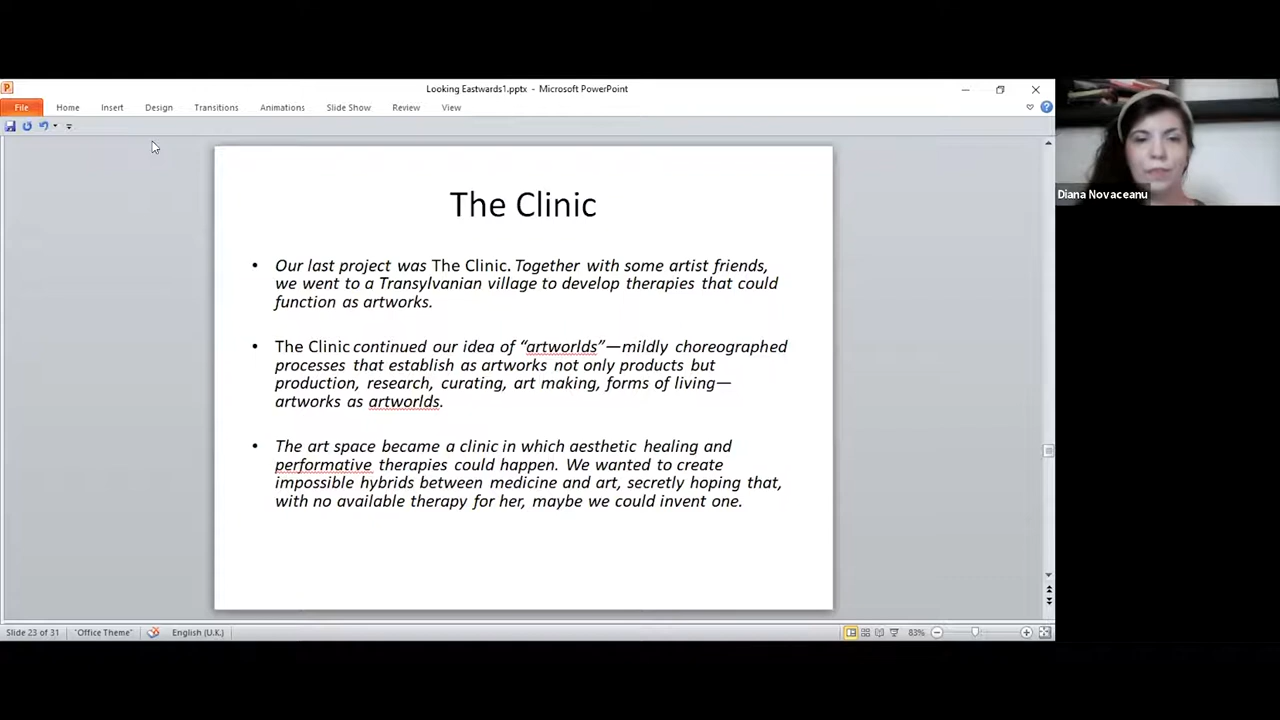 Looking Eastwards1.pptx - Microsoft PowerPoint
File Home Insert Design Transitions Animations Slide Show Review View
Diana Novaceanu
The Clinic
• Our last project was The Clinic. Together with some artist friends,
we went to a Transylvanian village to develop therapies that could
function as artworks.
• The Clinic continued our idea of “artworlds”—mildly choreographed
processes that establish as artworks not only products but
production, research, curating, art making, forms of living—
artworks as artworlds.
• The art space became a clinic in which aesthetic healing and
performative therapies could happen. We wanted to create
impossible hybrids between medicine and art, secretly hoping that,
with no available therapy for her, maybe we could invent one.
Slide 23 of 31 "Office Theme" English (U.K.) 83%